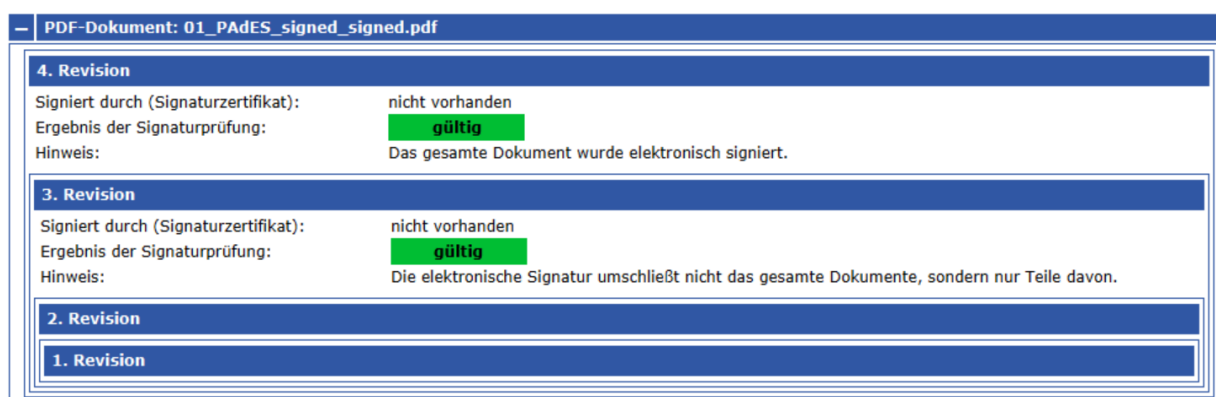 PDF-Dokument: 01_PAdES_signed_signed.pdf
4. Revision
Signiert durch (Signaturzertifikat): nicht vorhanden
Ergebnis der Signaturprüfung: gültig
Hinweis: Das gesamte Dokument wurde elektronisch signiert.
3. Revision
Signiert durch (Signaturzertifikat): nicht vorhanden
Ergebnis der Signaturprüfung: gültig
Hinweis: Die elektronische Signatur umschließt nicht das gesamte Dokumente, sondern nur Teile davon.
2. Revision
1. Revision